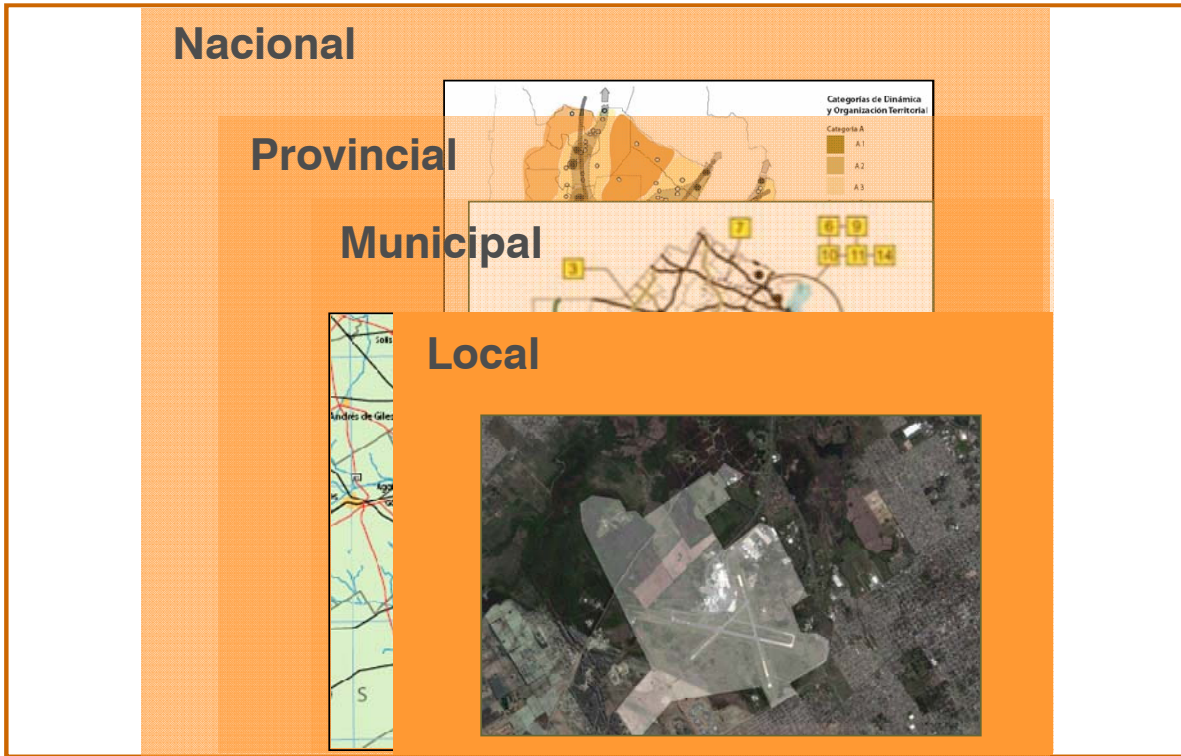 Nacional
Categorías de Dinámica
y Organización Territorial
Categoría A
A 1
A 2
A 3
Provincial
Municipal
7
6 9
10 11 14
3
Local
Solís
Andrés de Giles
S